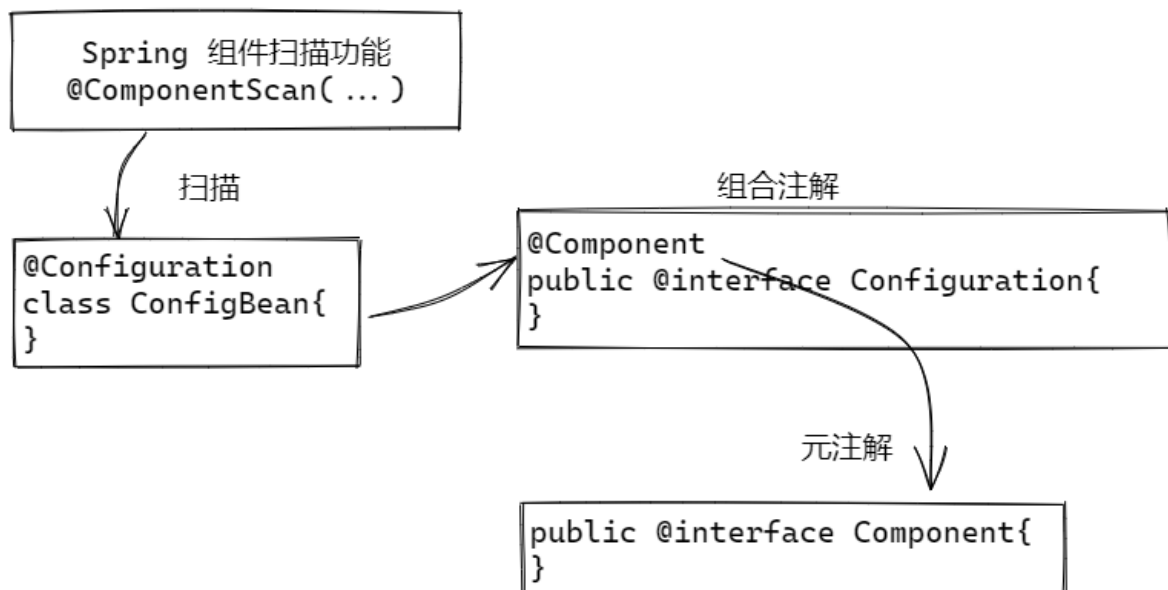 Spring 组件扫描功能
@ComponentScan(...)
扫描
@Configuration
class ConfigBean{
}
组合注解
@Component
public @interface Configuration{
}
元注解
public @interface Component{
}